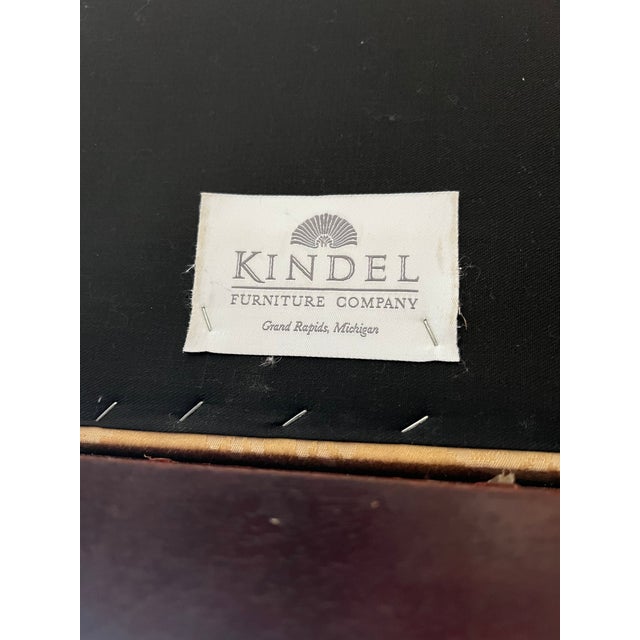 KINDEL
FURNITURE COMPANY
Grand Rapids, Michigan